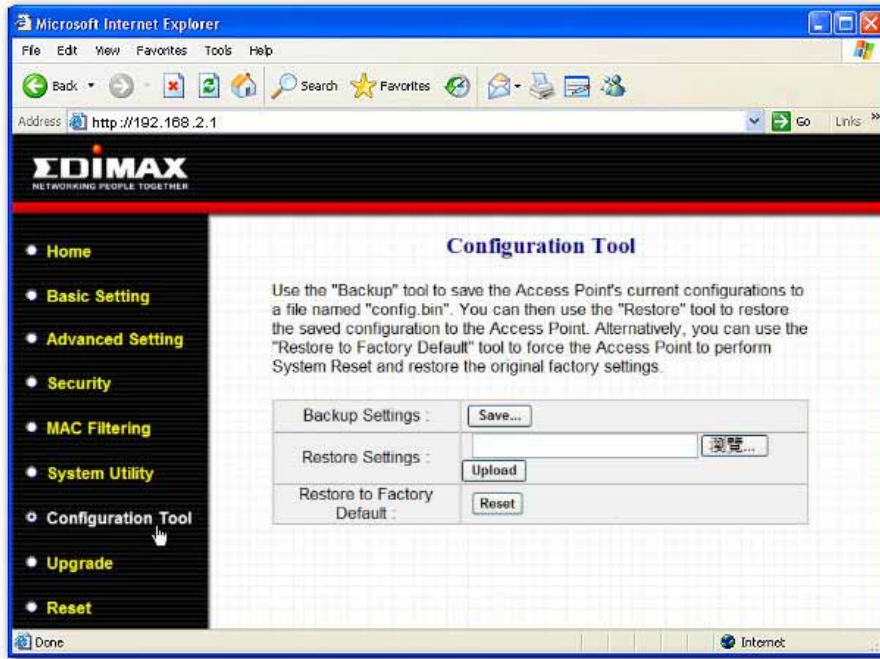 Microsoft Internet Explorer
File Edit View Favorites Tools Help
Back Search Favorites
Address http://192.168.2.1 Go Links »
EDIMAX
NETWORKING PEOPLE TOGETHER
Home
Basic Setting
Advanced Setting
Security
MAC Filtering
System Utility
Configuration Tool
Upgrade
Reset
Configuration Tool
Use the "Backup" tool to save the Access Point's current configurations to
a file named "config.bin". You can then use the "Restore" tool to restore
the saved configuration to the Access Point. Alternatively, you can use the
"Restore to Factory Default" tool to force the Access Point to perform
System Reset and restore the original factory settings.
Backup Settings : Save...
Restore Settings : 瀏覽...
Upload
Restore to Factory
Default : Reset
Done Internet